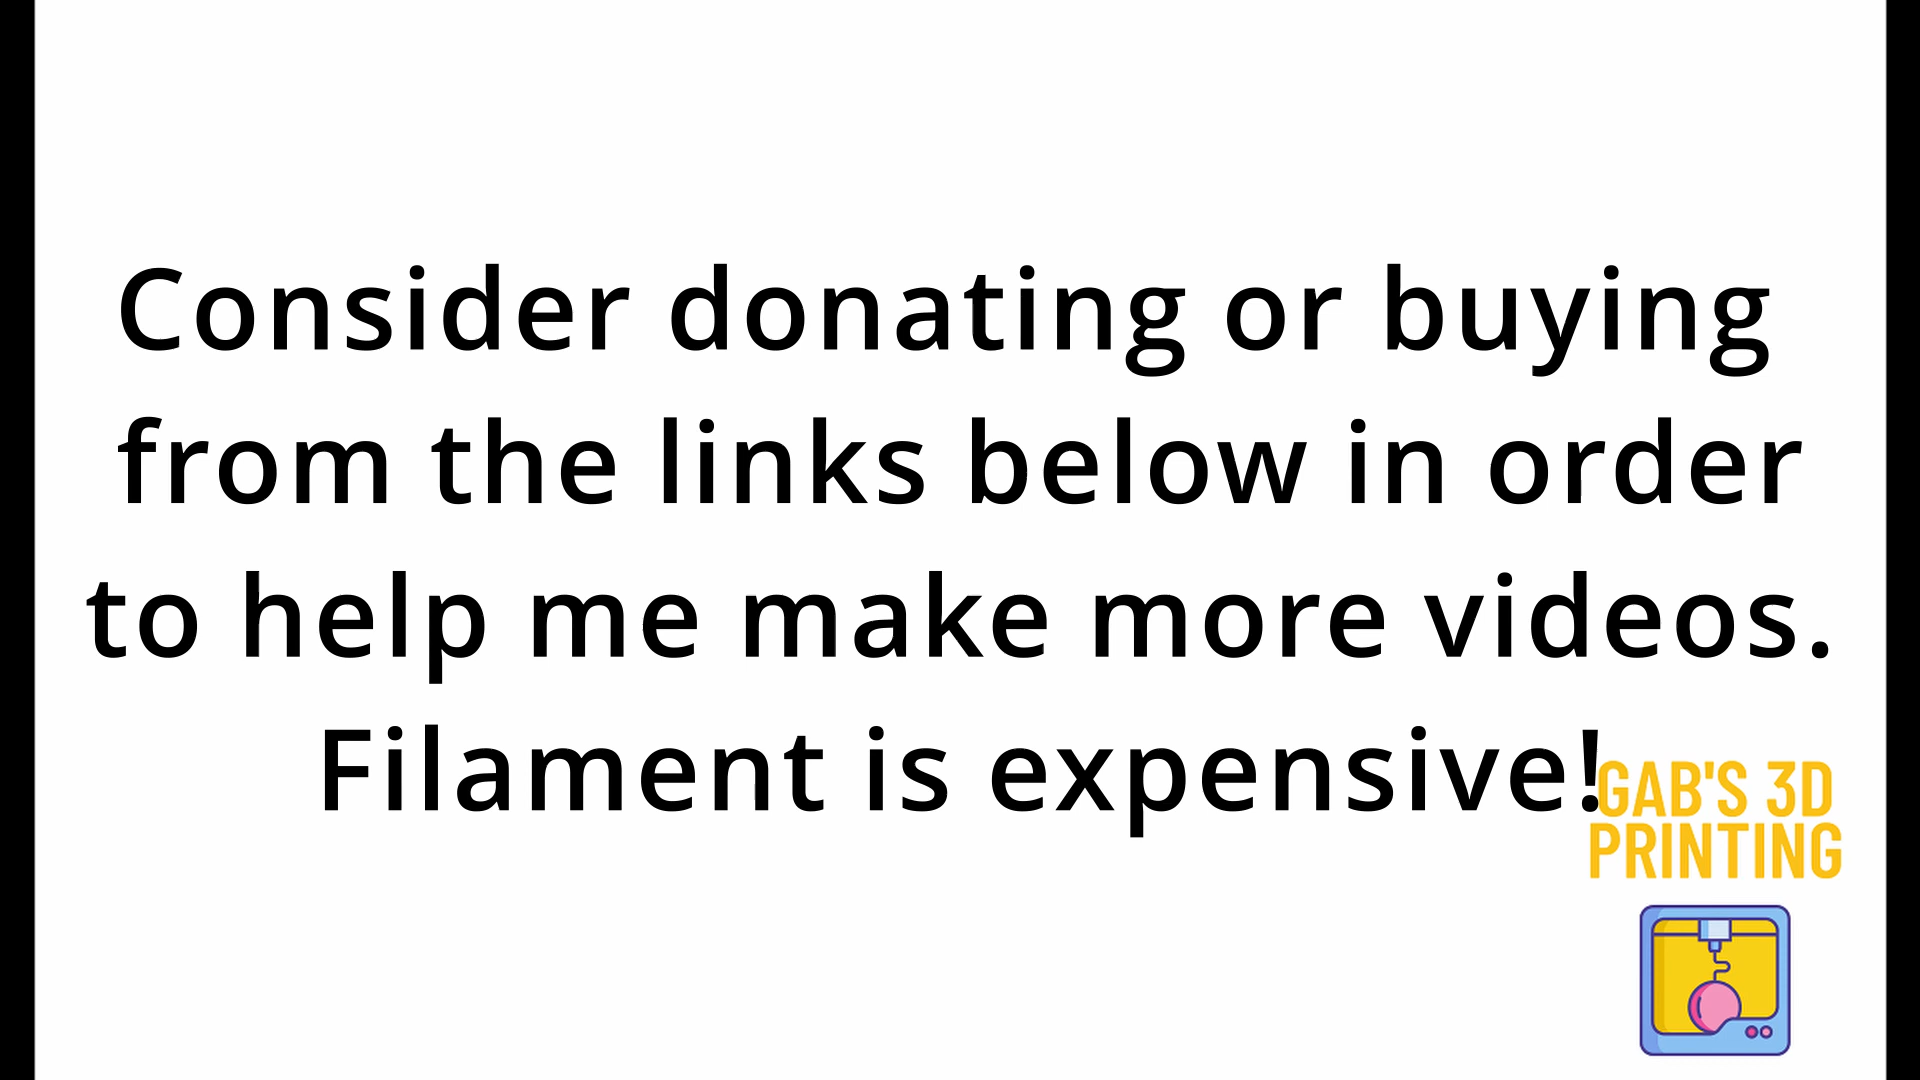 Consider donating or buying
from the links below in order
to help me make more videos.
Filament is expensive!
GAB'S 3D
PRINTING